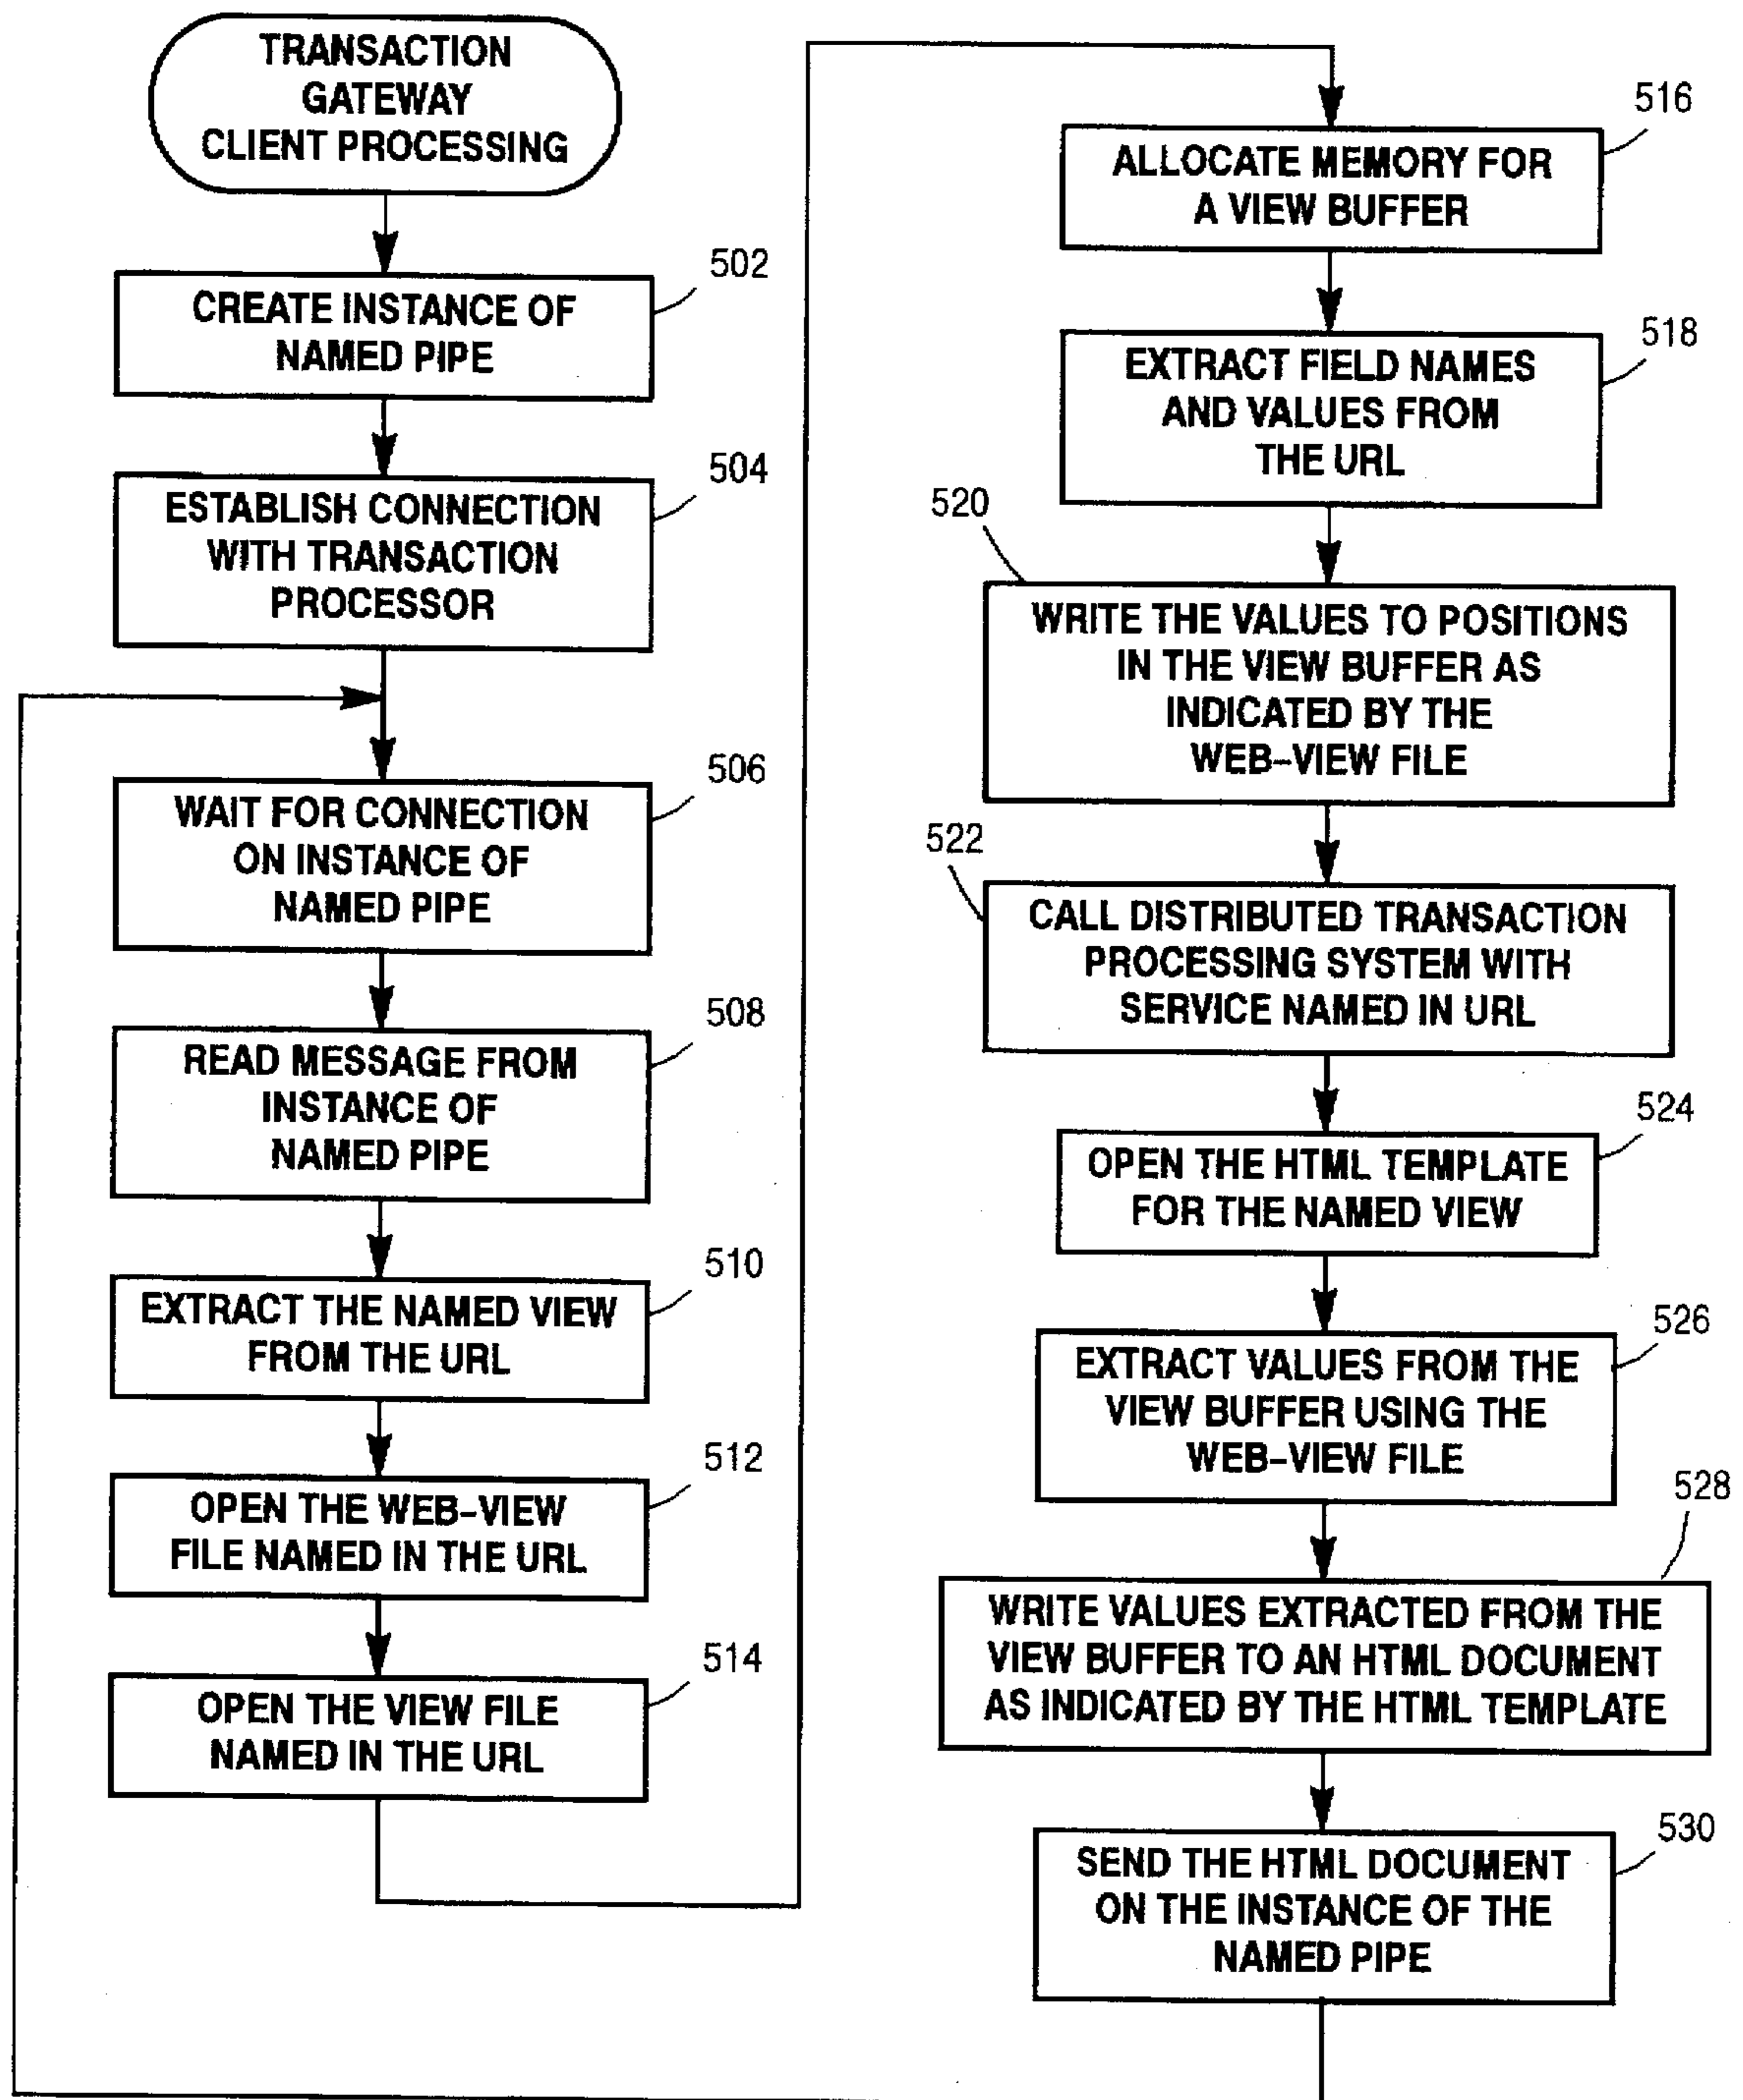 TRANSACTION
GATEWAY
CLIENT PROCESSING
502
CREATE INSTANCE OF
NAMED PIPE
504
ESTABLISH CONNECTION
WITH TRANSACTION
PROCESSOR
506
WAIT FOR CONNECTION
ON INSTANCE OF
NAMED PIPE
508
READ MESSAGE FROM
INSTANCE OF
NAMED PIPE
510
EXTRACT THE NAMED VIEW
FROM THE URL
512
OPEN THE WEB-VIEW
FILE NAMED IN THE URL
514
OPEN THE VIEW FILE
NAMED IN THE URL
516
ALLOCATE MEMORY FOR
A VIEW BUFFER
518
EXTRACT FIELD NAMES
AND VALUES FROM
THE URL
520
WRITE THE VALUES TO POSITIONS
IN THE VIEW BUFFER AS
INDICATED BY THE
WEB-VIEW FILE
522
CALL DISTRIBUTED TRANSACTION
PROCESSING SYSTEM WITH
SERVICE NAMED IN URL
524
OPEN THE HTML TEMPLATE
FOR THE NAMED VIEW
526
EXTRACT VALUES FROM THE
VIEW BUFFER USING THE
WEB-VIEW FILE
528
WRITE VALUES EXTRACTED FROM THE
VIEW BUFFER TO AN HTML DOCUMENT
AS INDICATED BY THE HTML TEMPLATE
530
SEND THE HTML DOCUMENT
ON THE INSTANCE OF THE
NAMED PIPE